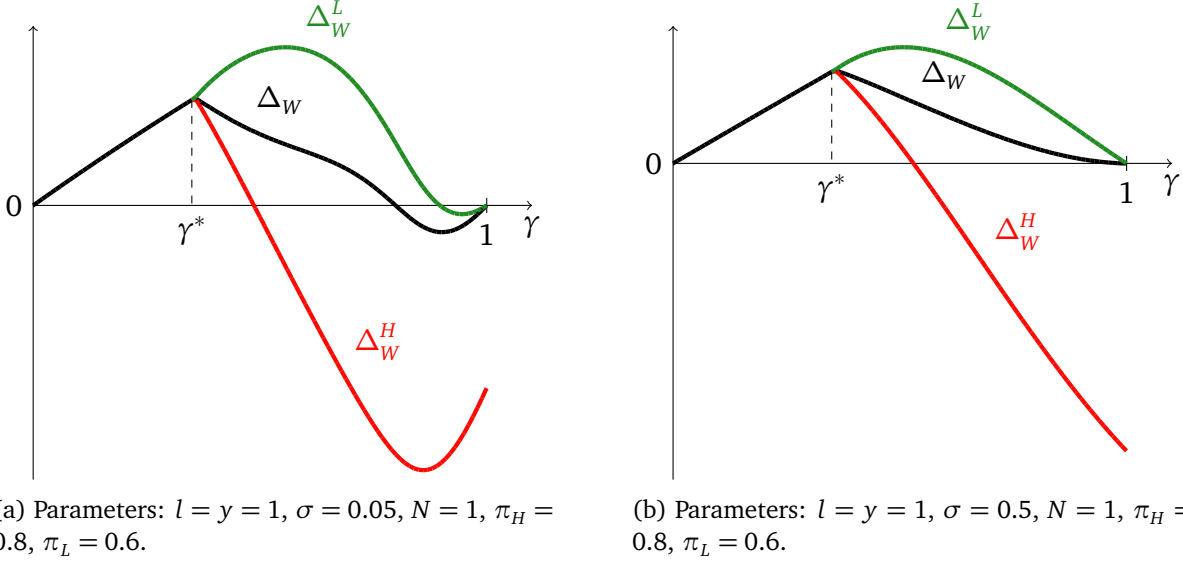 Δ_W^L
Δ_W
0
γ*
1
γ
Δ_W^H
(a) Parameters: l = y = 1, σ = 0.05, N = 1, π_H =
0.8, π_L = 0.6.
Δ_W^L
Δ_W
0
γ*
1
γ
Δ_W^H
(b) Parameters: l = y = 1, σ = 0.5, N = 1, π_H =
0.8, π_L = 0.6.